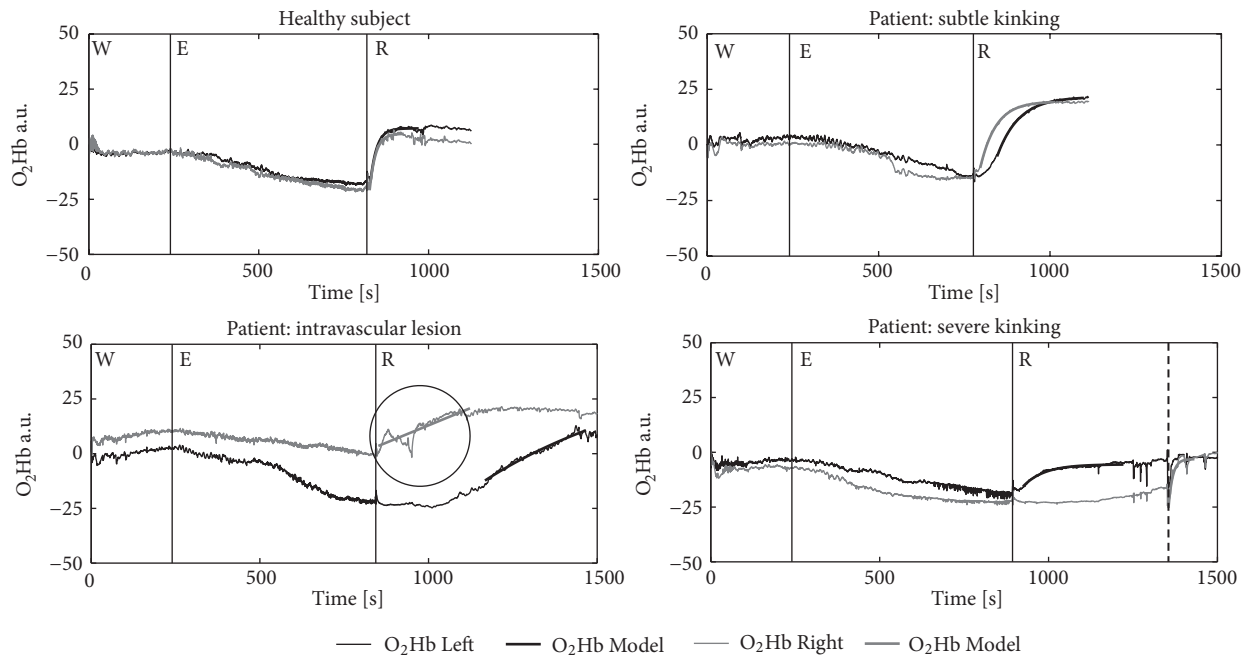 Healthy subject
50
25
0
−25
−50
O2Hb a.u.
W
E
R
0
500
1000
1500
Time [s]
Patient: subtle kinking
50
25
0
−25
−50
O2Hb a.u.
W
E
R
0
500
1000
1500
Time [s]
Patient: intravascular lesion
50
25
0
−25
−50
O2Hb a.u.
W
E
R
0
500
1000
1500
Time [s]
Patient: severe kinking
50
25
0
−25
−50
O2Hb a.u.
W
E
R
0
500
1000
1500
Time [s]
O2Hb Left
O2Hb Model
O2Hb Right
O2Hb Model